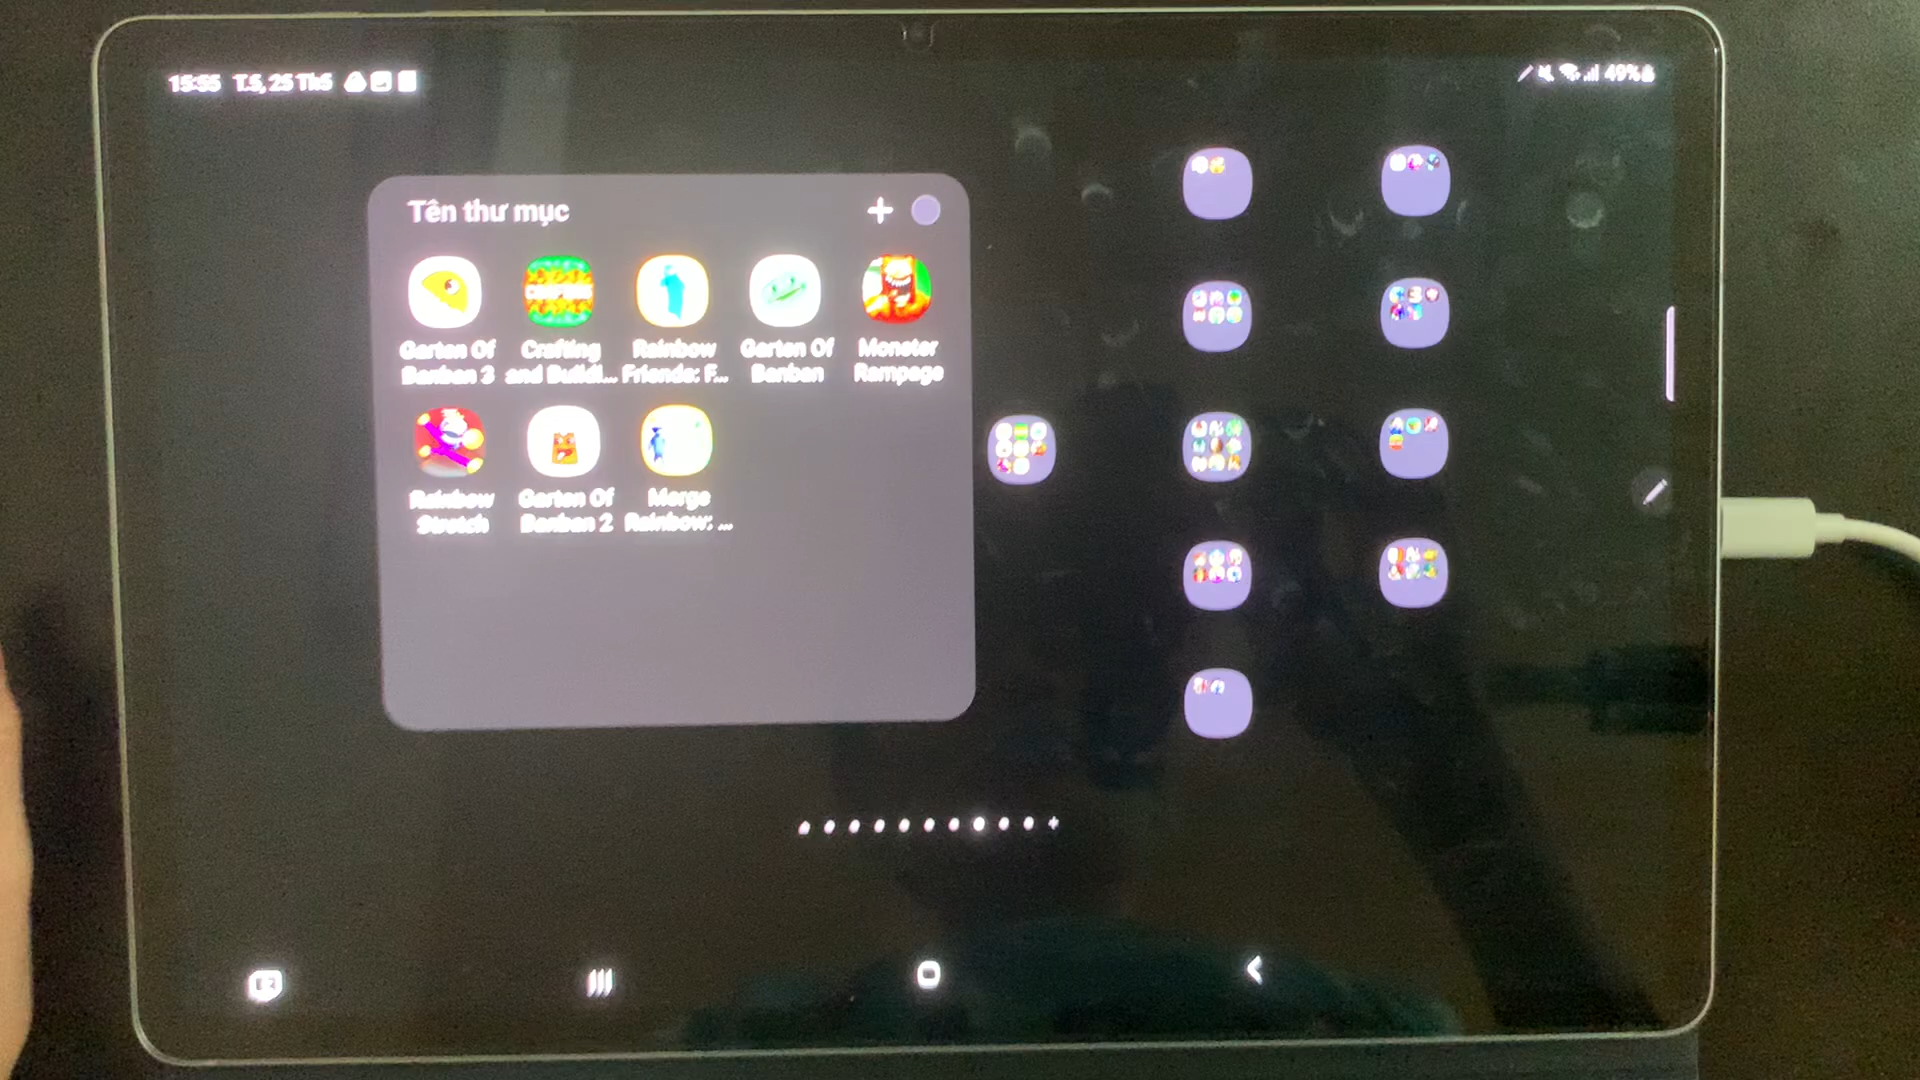 15:55 T.5, 25 Th5
49%
Tên thư mục
Garten Of
Banban 3
Crafting
and Buildi...
Rainbow
Friends: F...
Garten Of
Banban
Monster
Rampage
Rainbow
Stretch
Garten Of
Banban 2
Merge
Rainbow: ...